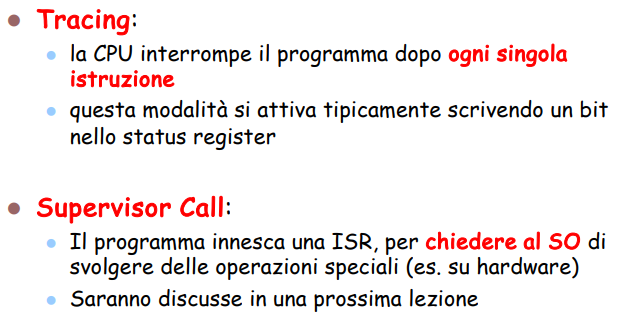 Tracing:
la CPU interrompe il programma dopo ogni singola
istruzione
questa modalità si attiva tipicamente scrivendo un bit
nello status register
Supervisor Call:
Il programma innesca una ISR, per chiedere al SO di
svolgere delle operazioni speciali (es. su hardware)
Saranno discusse in una prossima lezione